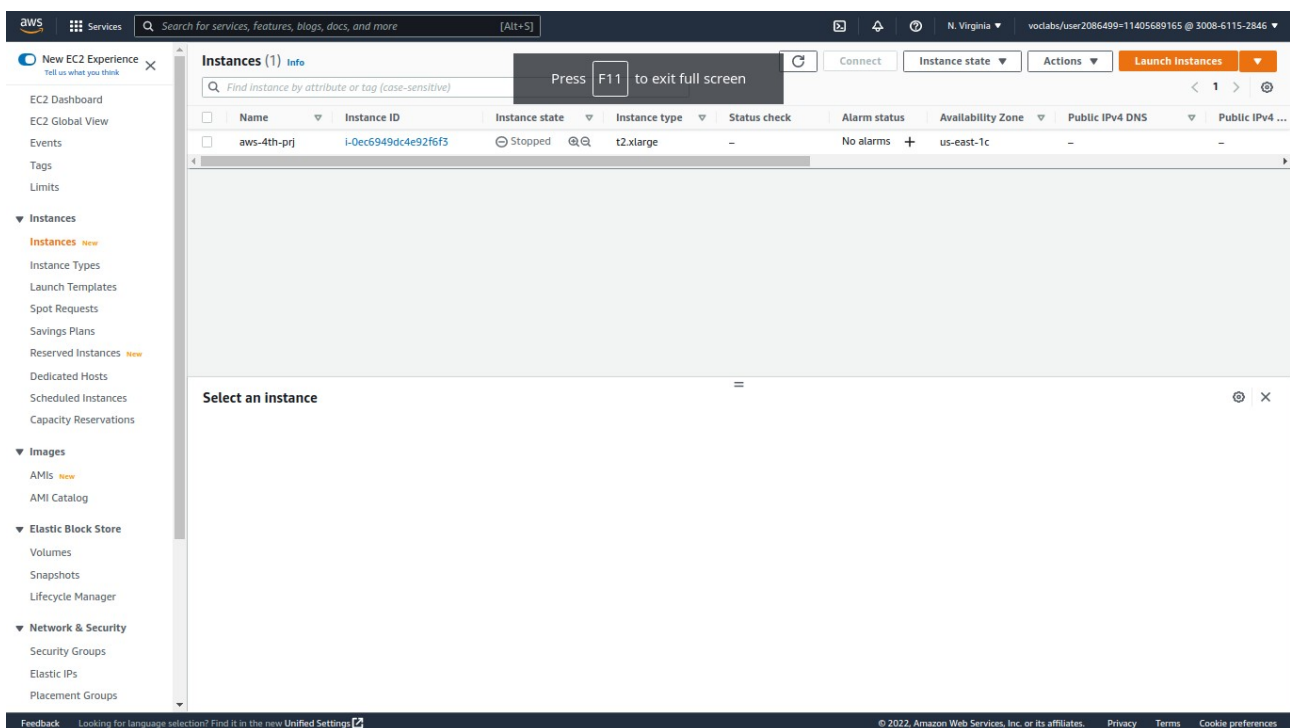 aws Services Search for services, features, blogs, docs, and more [Alt+S] N. Virginia ▼ voclabs/user2086499=11405689165 @ 3008-6115-2846 ▼
New EC2 Experience
Tell us what you think
EC2 Dashboard
EC2 Global View
Events
Tags
Limits
Instances
Instances New
Instance Types
Launch Templates
Spot Requests
Savings Plans
Reserved Instances New
Dedicated Hosts
Scheduled Instances
Capacity Reservations
Images
AMIs New
AMI Catalog
Elastic Block Store
Volumes
Snapshots
Lifecycle Manager
Network & Security
Security Groups
Elastic IPs
Placement Groups
Instances (1) Info Connect Instance state ▼ Actions ▼ Launch instances ▼
Press F11 to exit full screen
Find instance by attribute or tag (case-sensitive) < 1 >
Name Instance ID Instance state Instance type Status check Alarm status Availability Zone Public IPv4 DNS Public IPv4 ...
aws-4th-prj i-0ec6949dc4e92f6f3 Stopped t2.xlarge – No alarms + us-east-1c – –
Select an instance
Feedback Looking for language selection? Find it in the new Unified Settings © 2022, Amazon Web Services, Inc. or its affiliates. Privacy Terms Cookie preferences